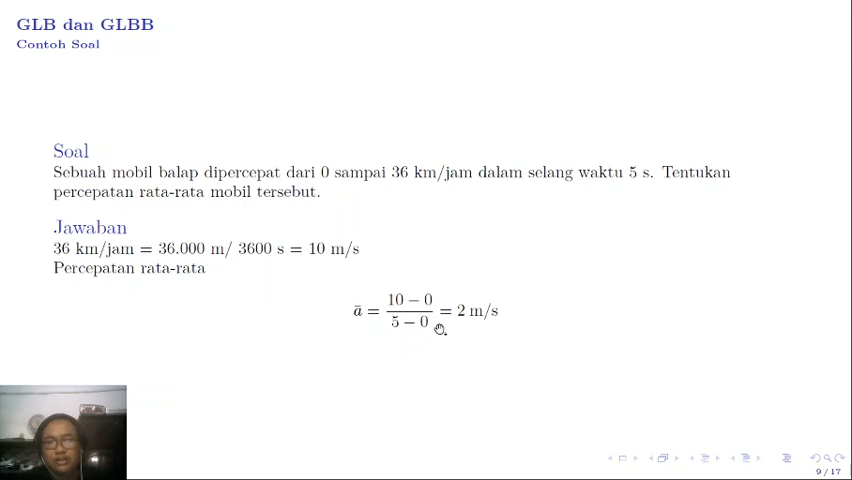 GLB dan GLBB
Contoh Soal
Soal
Sebuah mobil balap dipercepat dari 0 sampai 36 km/jam dalam selang waktu 5 s. Tentukan
percepatan rata-rata mobil tersebut.
Jawaban
36 km/jam = 36.000 m/ 3600 s = 10 m/s
Percepatan rata-rata
ā = (10 − 0)/(5 − 0) = 2 m/s
9 / 17